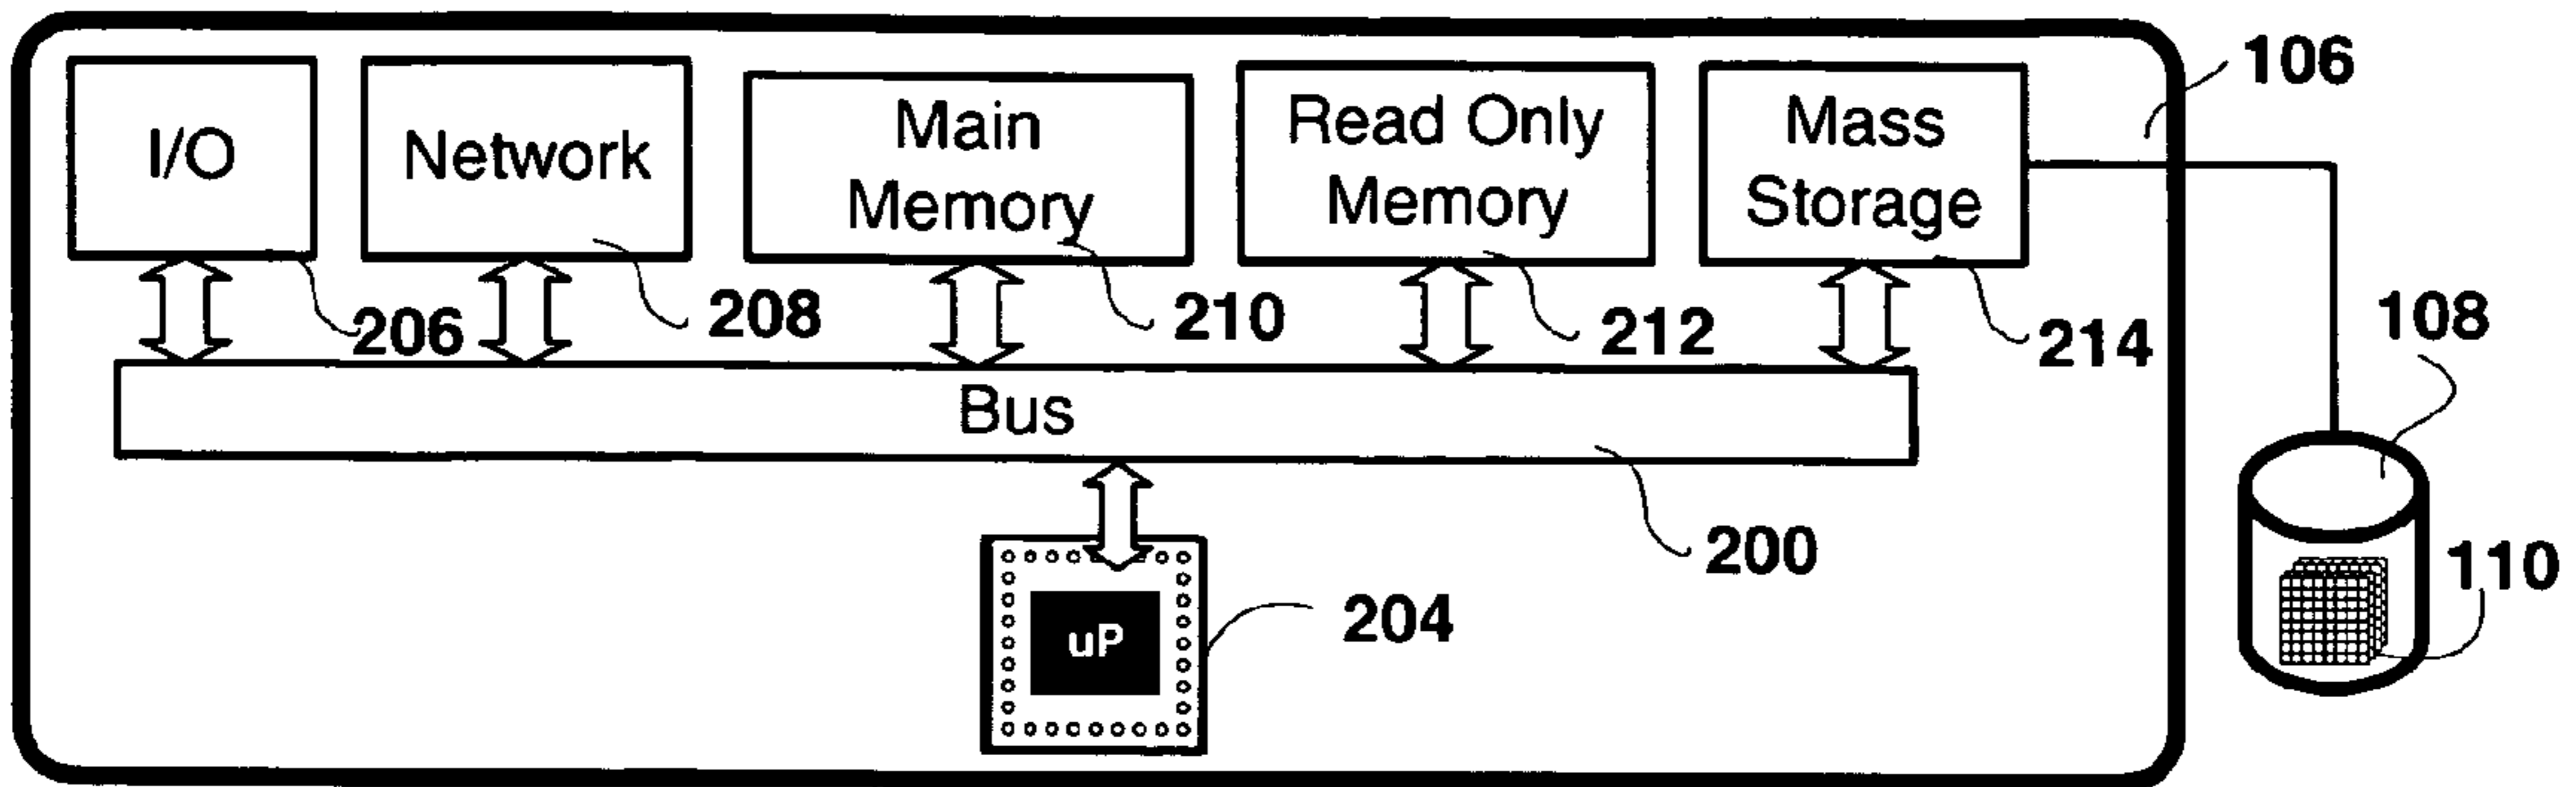 I/O
Network
Main
Memory
Read Only
Memory
Mass
Storage
106
206
208
210
212
214
108
Bus
200
110
uP
204